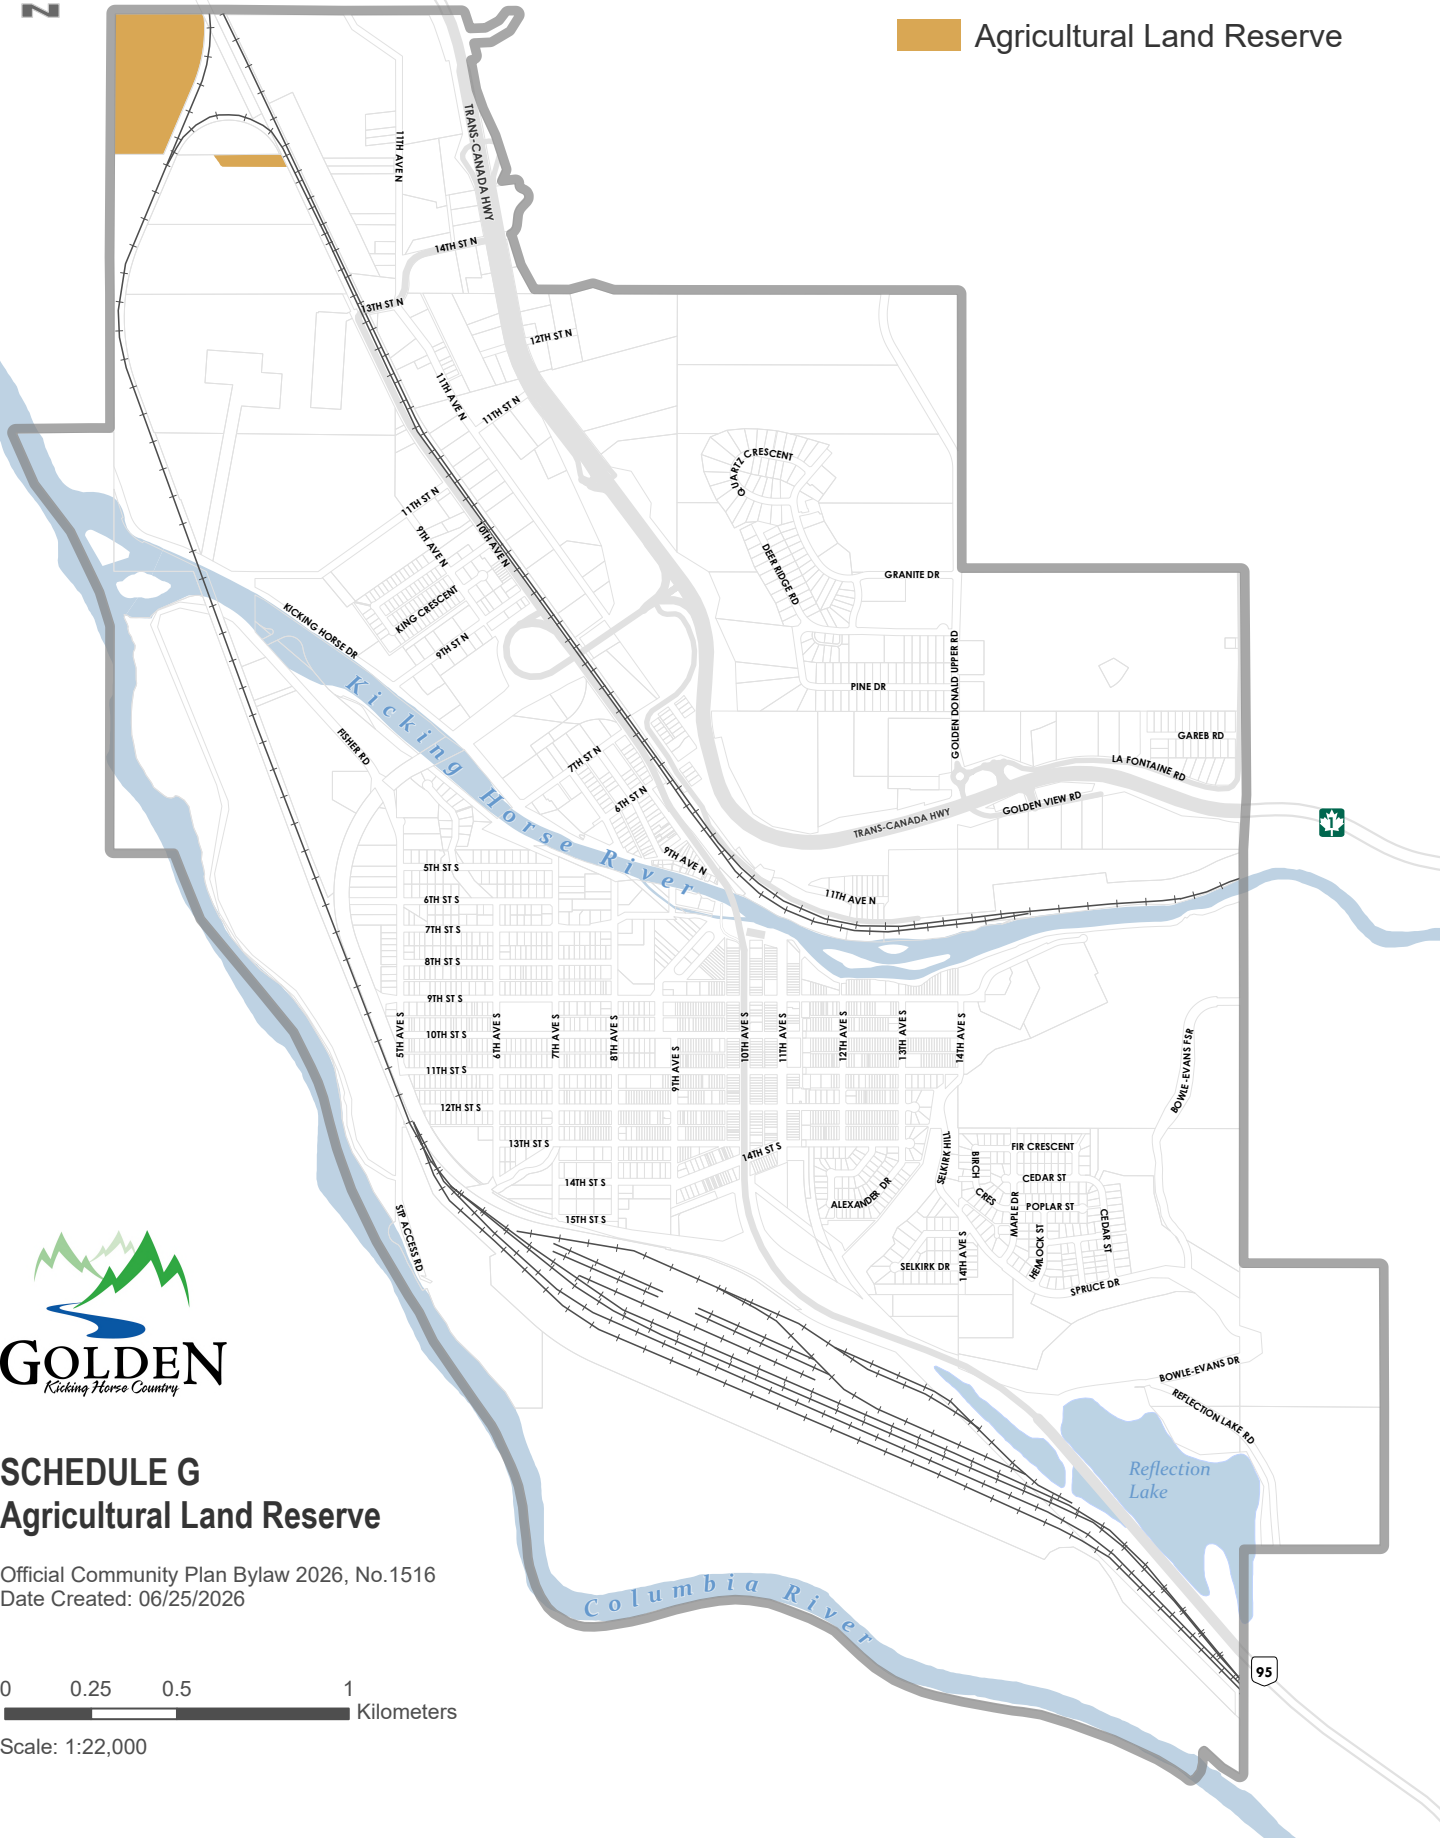 N
Agricultural Land Reserve
TRANS-CANADA HWY
11TH AVE N
14TH ST N
13TH ST N
12TH ST N
11TH AVE N
11TH ST N
QUARTZ CRESCENT
11TH ST N
9TH AVE N
10TH AVE N
DEER RIDGE RD
GRANITE DR
KING CRESCENT
KICKING HORSE DR
9TH ST N
GOLDEN DONALD UPPER RD
PINE DR
Kicking Horse River
FISHER RD
7TH ST N
6TH ST N
GAREB RD
LA FONTAINE RD
GOLDEN VIEW RD
TRANS-CANADA HWY
1
9TH AVE N
11TH AVE N
5TH ST S
6TH ST S
7TH ST S
8TH ST S
9TH ST S
10TH ST S
11TH ST S
12TH ST S
13TH ST S
14TH ST S
15TH ST S
5TH AVE S
6TH AVE S
7TH AVE S
8TH AVE S
9TH AVE S
10TH AVE S
11TH AVE S
12TH AVE S
13TH AVE S
14TH AVE S
14TH ST S
BOWLE-EVANS FSR
SELKIRK HILL
BIRCH CRES
FIR CRESCENT
CEDAR ST
POPLAR ST
MAPLE DR
HEMLOCK ST
CEDAR ST
ALEXANDER DR
SELKIRK DR
14TH AVE S
SPRUCE DR
STP ACCESS RD
BOWLE-EVANS DR
REFLECTION LAKE RD
Reflection
Lake
Columbia River
95
GOLDEN
Kicking Horse Country
SCHEDULE G
Agricultural Land Reserve
Official Community Plan Bylaw 2026, No.1516
Date Created: 06/25/2026
0 0.25 0.5 1
Kilometers
Scale: 1:22,000